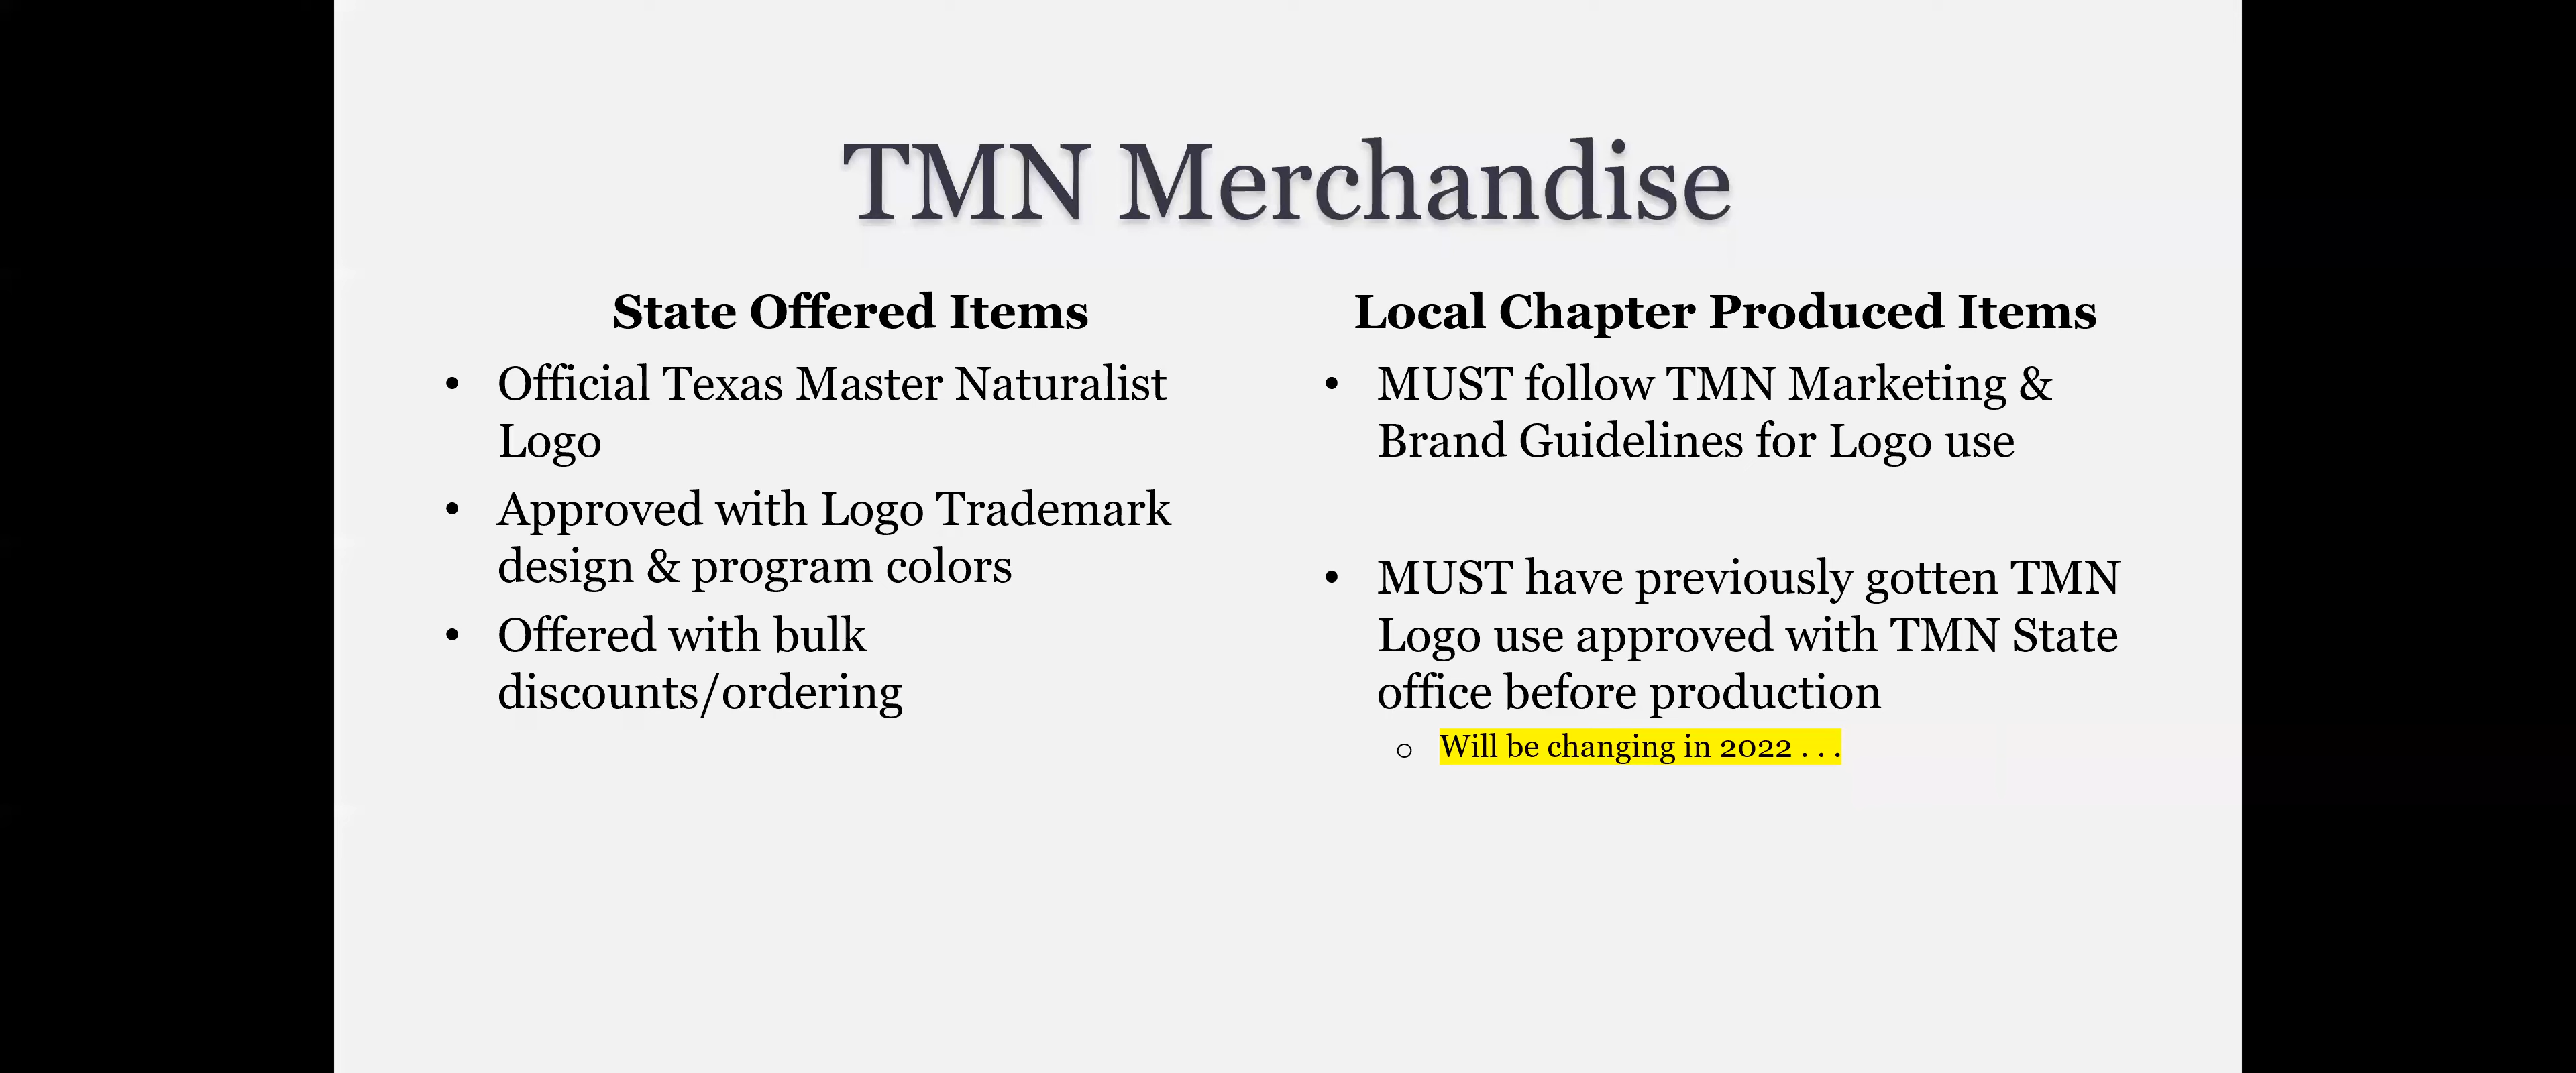 TMN Merchandise
State Offered Items
• Official Texas Master Naturalist
Logo
• Approved with Logo Trademark
design & program colors
• Offered with bulk
discounts/ordering
Local Chapter Produced Items
• MUST follow TMN Marketing &
Brand Guidelines for Logo use
• MUST have previously gotten TMN
Logo use approved with TMN State
office before production
o Will be changing in 2022 . . .